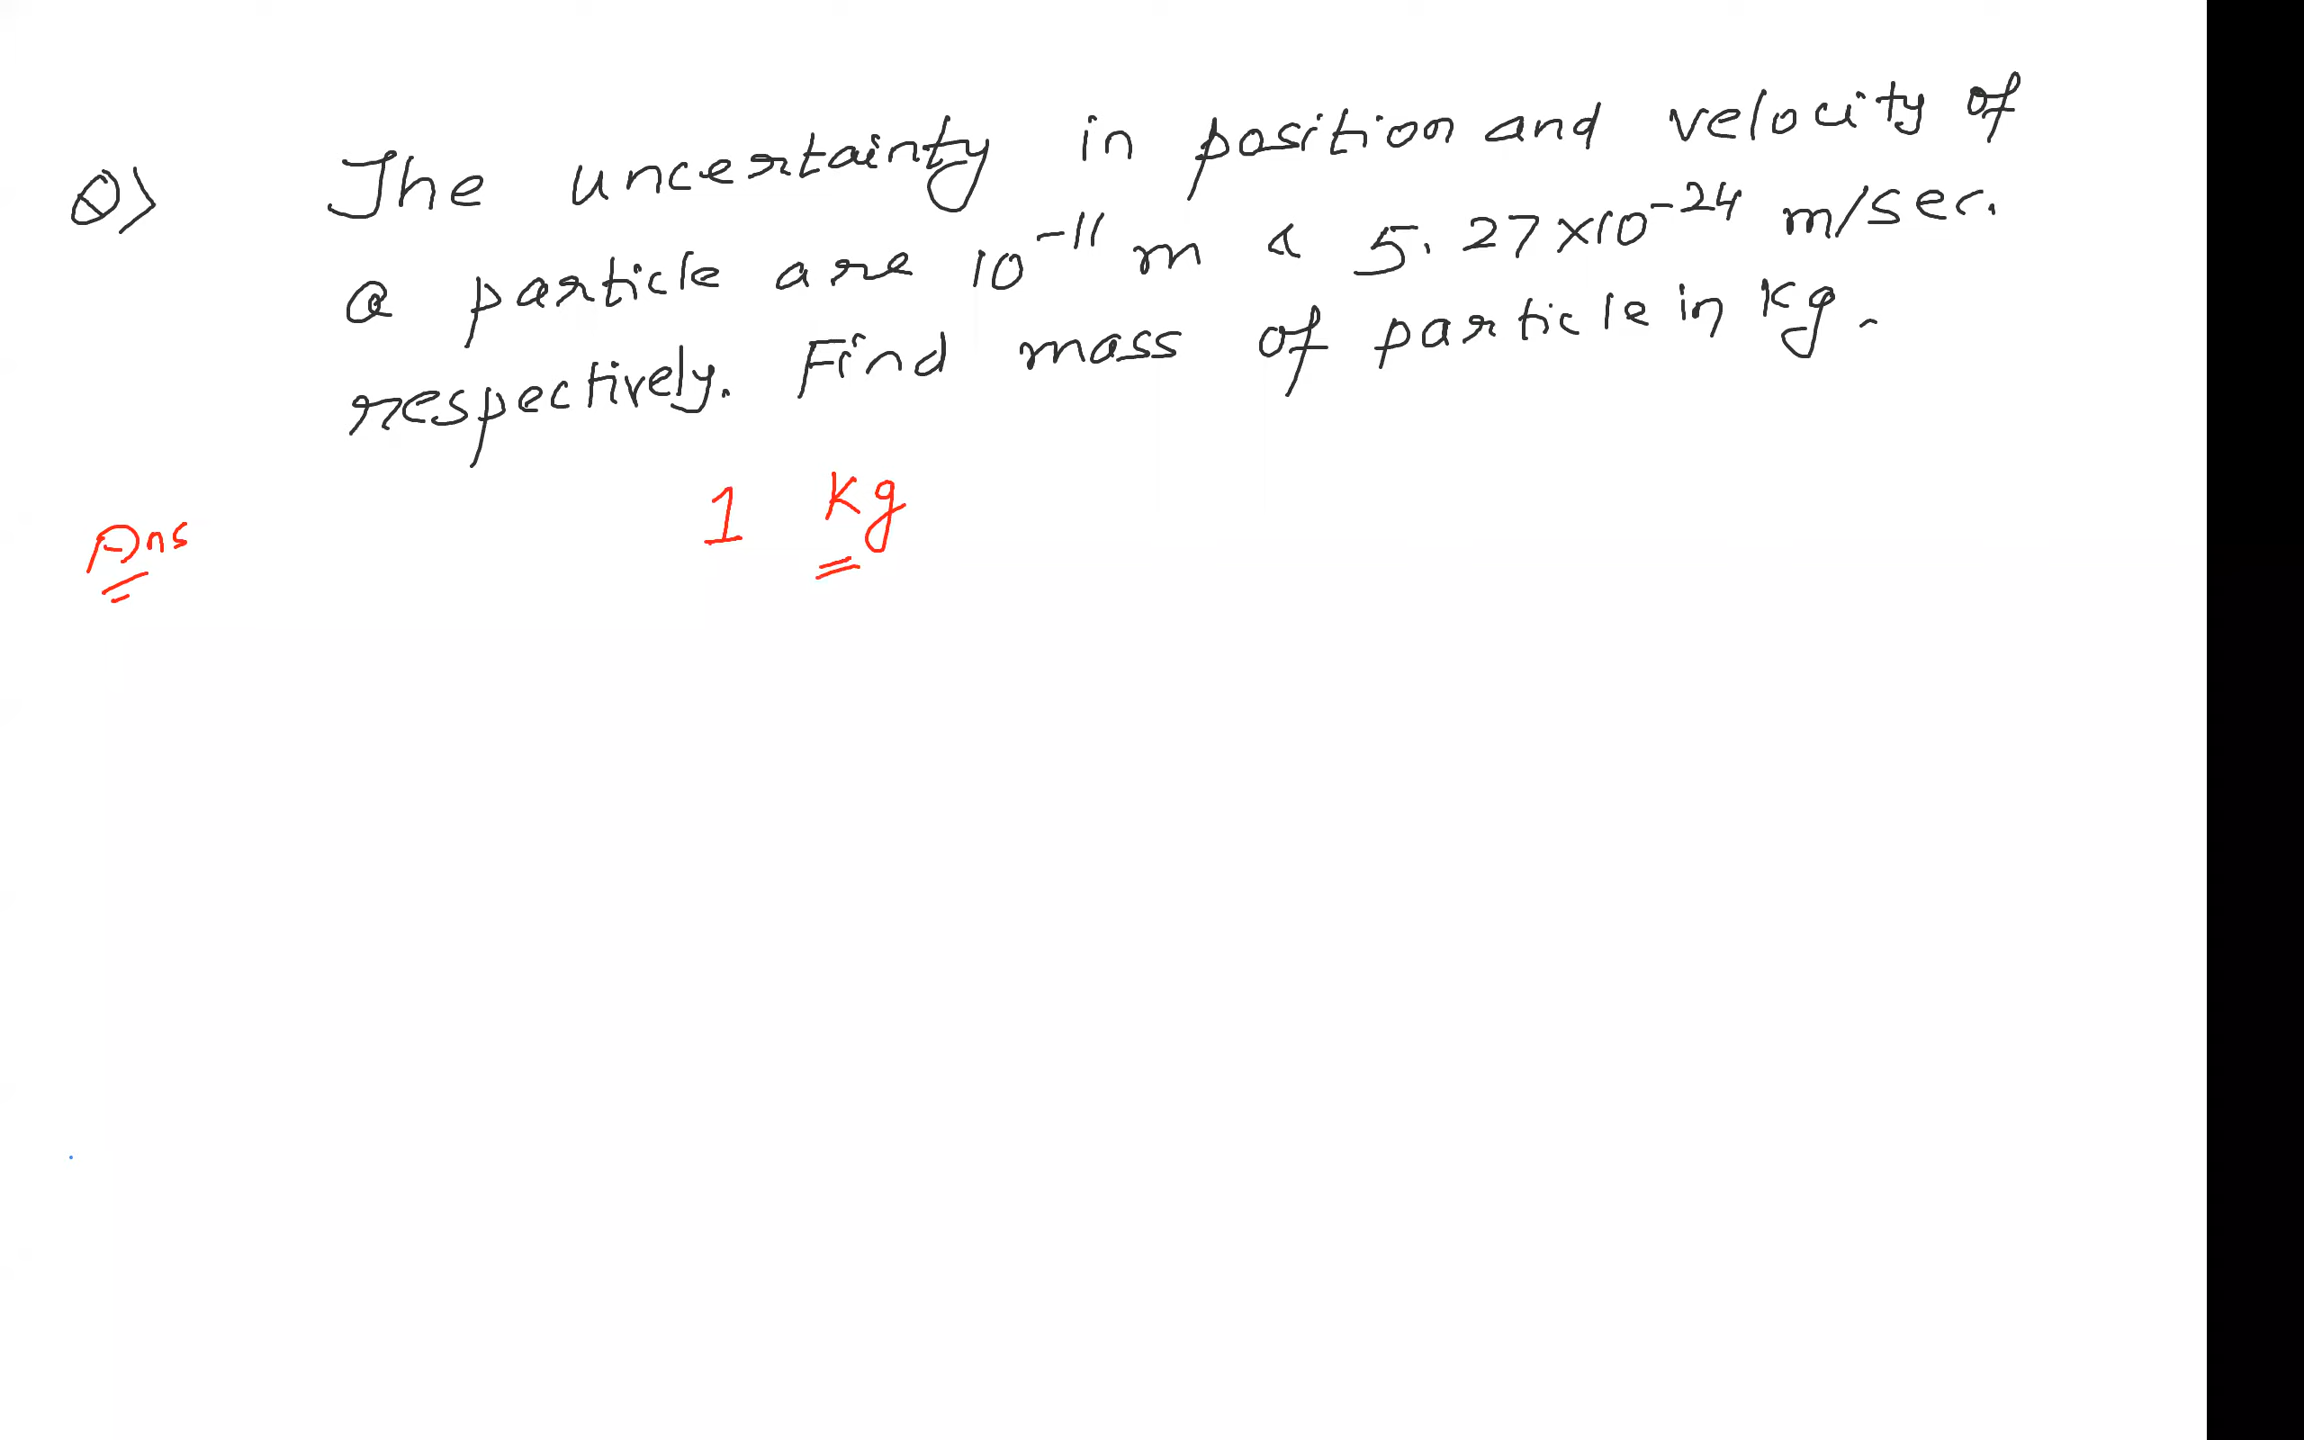 Q> The uncertainty in position and velocity of
a particle are 10⁻¹¹ m & 5.27×10⁻²⁴ m/sec.
respectively. Find mass of particle in kg.
Ans 1 kg